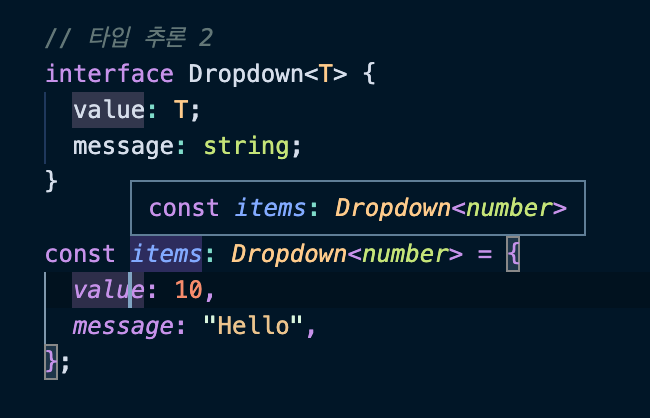 // 타입 추론 2
interface Dropdown<T> {
value: T;
message: string;
}
const items: Dropdown<number>
const items: Dropdown<number> = {
value: 10,
message: "Hello",
};